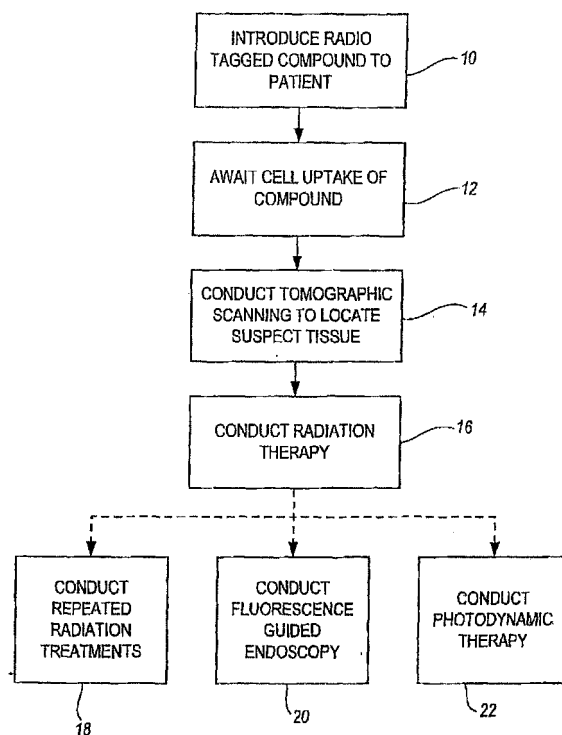 INTRODUCE RADIO
TAGGED COMPOUND TO
PATIENT
10
AWAIT CELL UPTAKE OF
COMPOUND
12
CONDUCT TOMOGRAPHIC
SCANNING TO LOCATE
SUSPECT TISSUE
14
CONDUCT RADIATION
THERAPY
16
CONDUCT
REPEATED
RADIATION
TREATMENTS
18
CONDUCT
FLUORESCENCE
GUIDED
ENDOSCOPY
20
CONDUCT
PHOTODYNAMIC
THERAPY
22